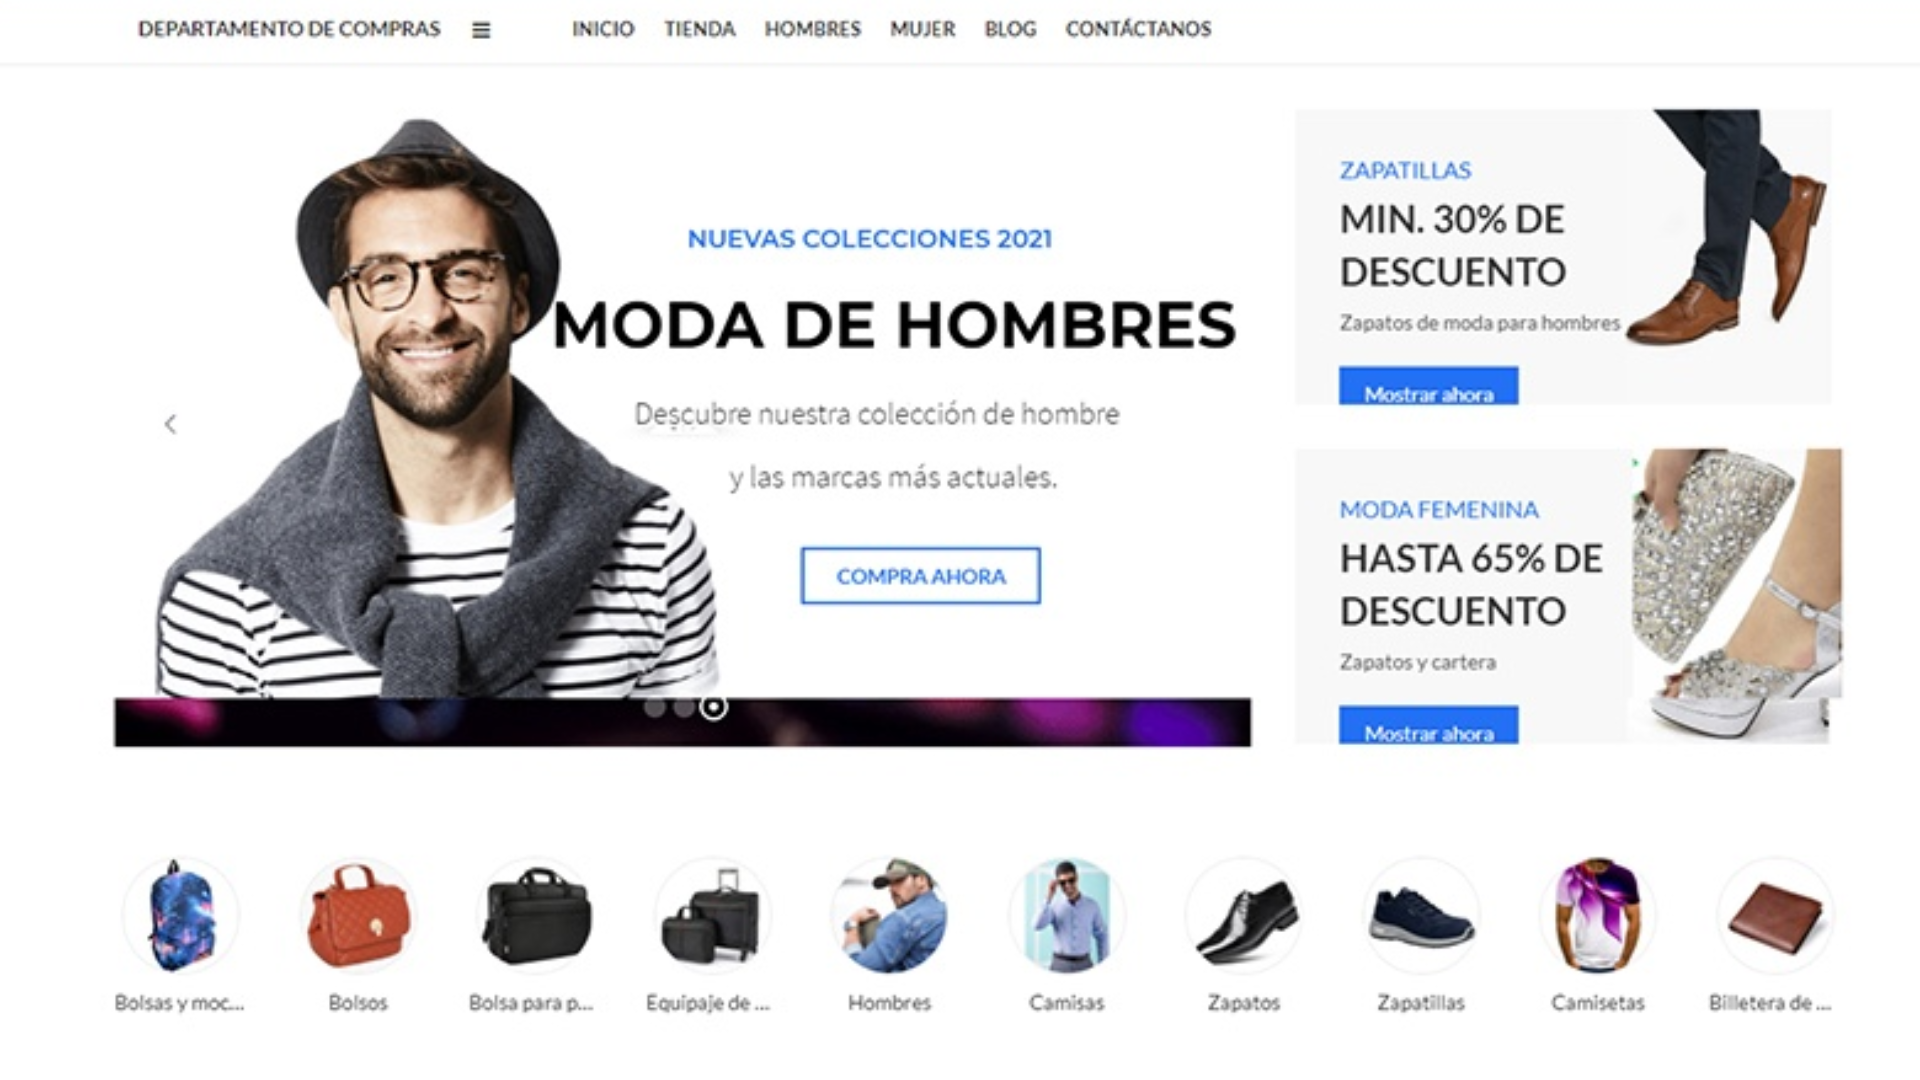 DEPARTAMENTO DE COMPRAS
INICIO TIENDA HOMBRES MUJER BLOG CONTÁCTANOS
NUEVAS COLECCIONES 2021
MODA DE HOMBRES
Descubre nuestra colección de hombre
y las marcas más actuales.
COMPRA AHORA
ZAPATILLAS
MIN. 30% DE
DESCUENTO
Zapatos de moda para hombres
Mostrar ahora
MODA FEMENINA
HASTA 65% DE
DESCUENTO
Zapatos y cartera
Mostrar ahora
Bolsas y moc...
Bolsos
Bolsa para p...
Equipaje de ...
Hombres
Camisas
Zapatos
Zapatillas
Camisetas
Billetera de ...